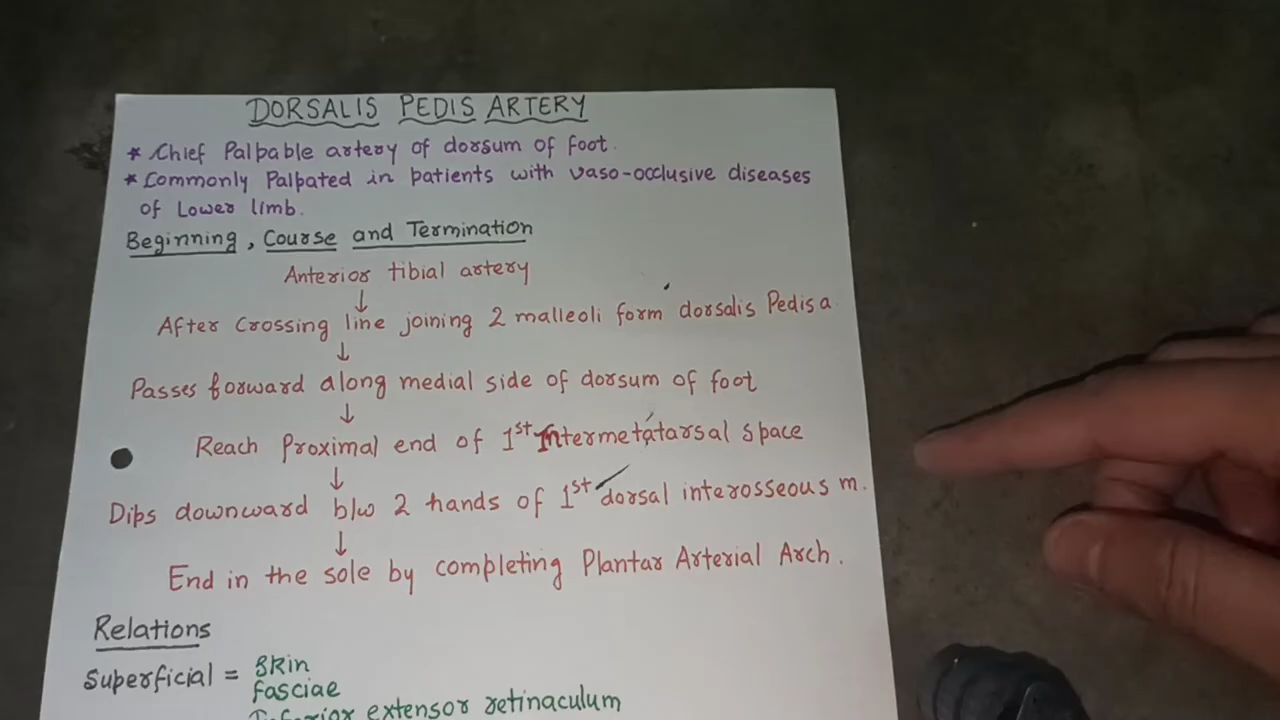 DORSALIS PEDIS ARTERY
* Chief Palpable artery of dorsum of foot.
* Commonly Palpated in patients with vaso-occlusive diseases
of Lower limb.
Beginning, Course and Termination
Anterior tibial artery
↓
After Crossing line joining 2 malleoli form dorsalis Pedis a.
↓
Passes forward along medial side of dorsum of foot
↓
Reach Proximal end of 1st Intermetatarsal space
↓
Dips downward b/w 2 hands of 1st dorsal interosseous m.
↓
End in the sole by completing Plantar Arterial Arch.
Relations
Superficial = Skin
fasciae
Inferior extensor retinaculum